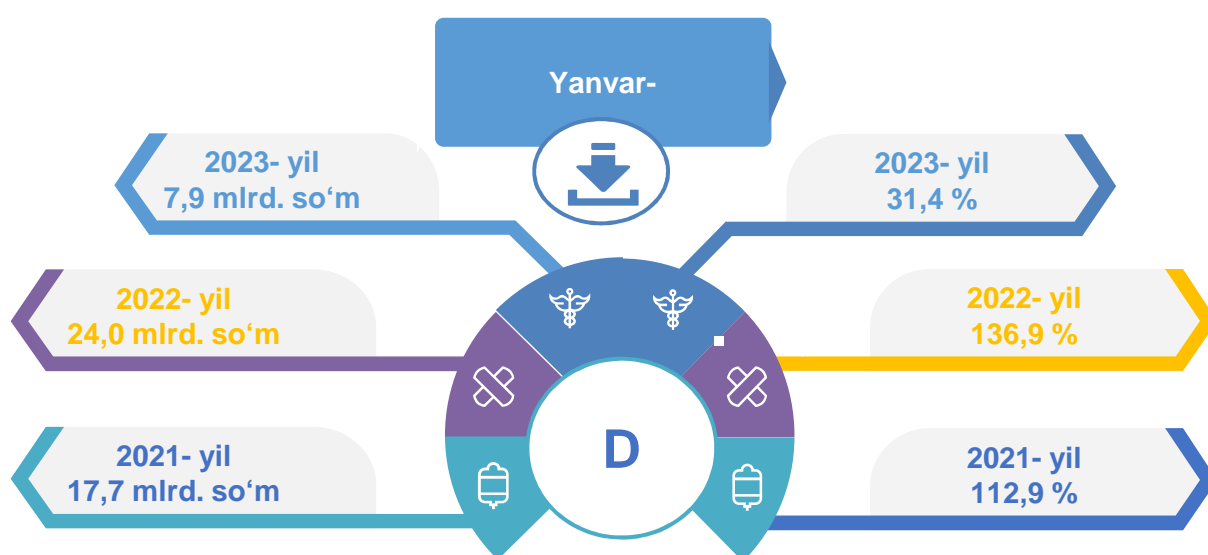 Yanvar-
2023- yil
7,9 mlrd. so‘m
2023- yil
31,4 %
2022- yil
24,0 mlrd. so‘m
2022- yil
136,9 %
2021- yil
17,7 mlrd. so‘m
2021- yil
112,9 %
D